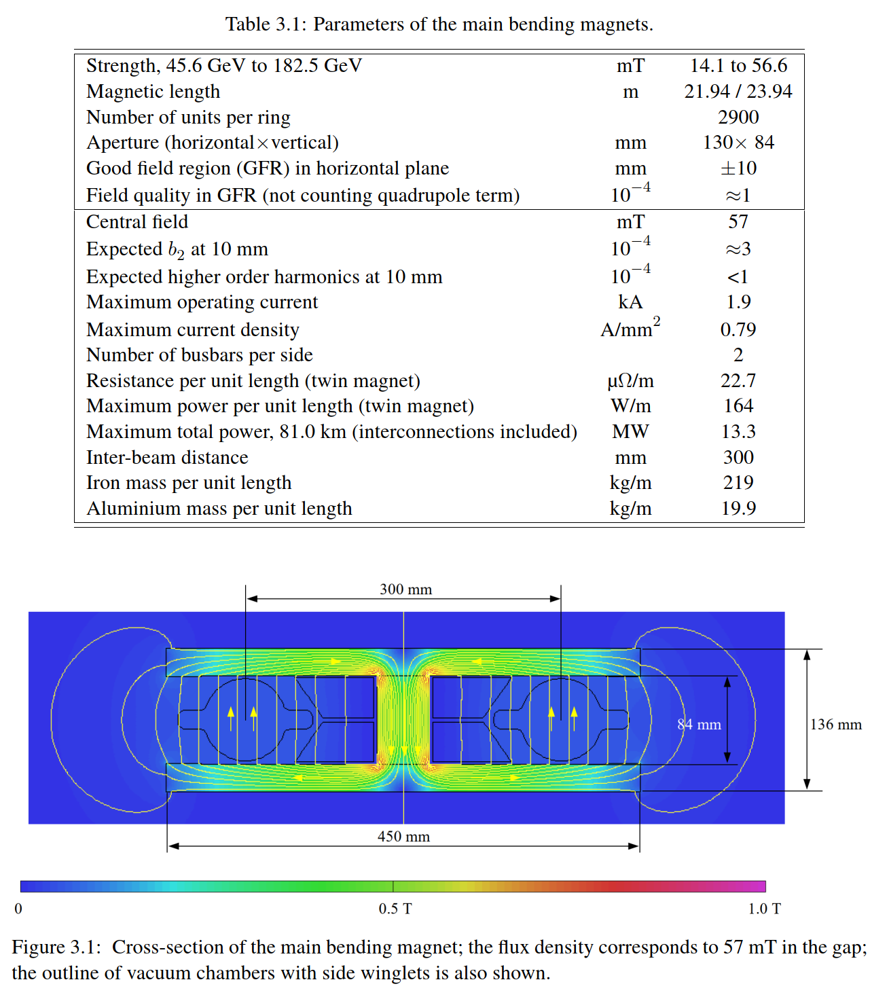 Table 3.1: Parameters of the main bending magnets.
Strength, 45.6 GeV to 182.5 GeV mT 14.1 to 56.6
Magnetic length m 21.94 / 23.94
Number of units per ring 2900
Aperture (horizontal×vertical) mm 130× 84
Good field region (GFR) in horizontal plane mm ±10
Field quality in GFR (not counting quadrupole term) 10⁻⁴ ≈1
Central field mT 57
Expected b₂ at 10 mm 10⁻⁴ ≈3
Expected higher order harmonics at 10 mm 10⁻⁴ <1
Maximum operating current kA 1.9
Maximum current density A/mm² 0.79
Number of busbars per side 2
Resistance per unit length (twin magnet) µΩ/m 22.7
Maximum power per unit length (twin magnet) W/m 164
Maximum total power, 81.0 km (interconnections included) MW 13.3
Inter-beam distance mm 300
Iron mass per unit length kg/m 219
Aluminium mass per unit length kg/m 19.9
300 mm
84 mm
136 mm
450 mm
0 0.5 T 1.0 T
Figure 3.1: Cross-section of the main bending magnet; the flux density corresponds to 57 mT in the gap;
the outline of vacuum chambers with side winglets is also shown.